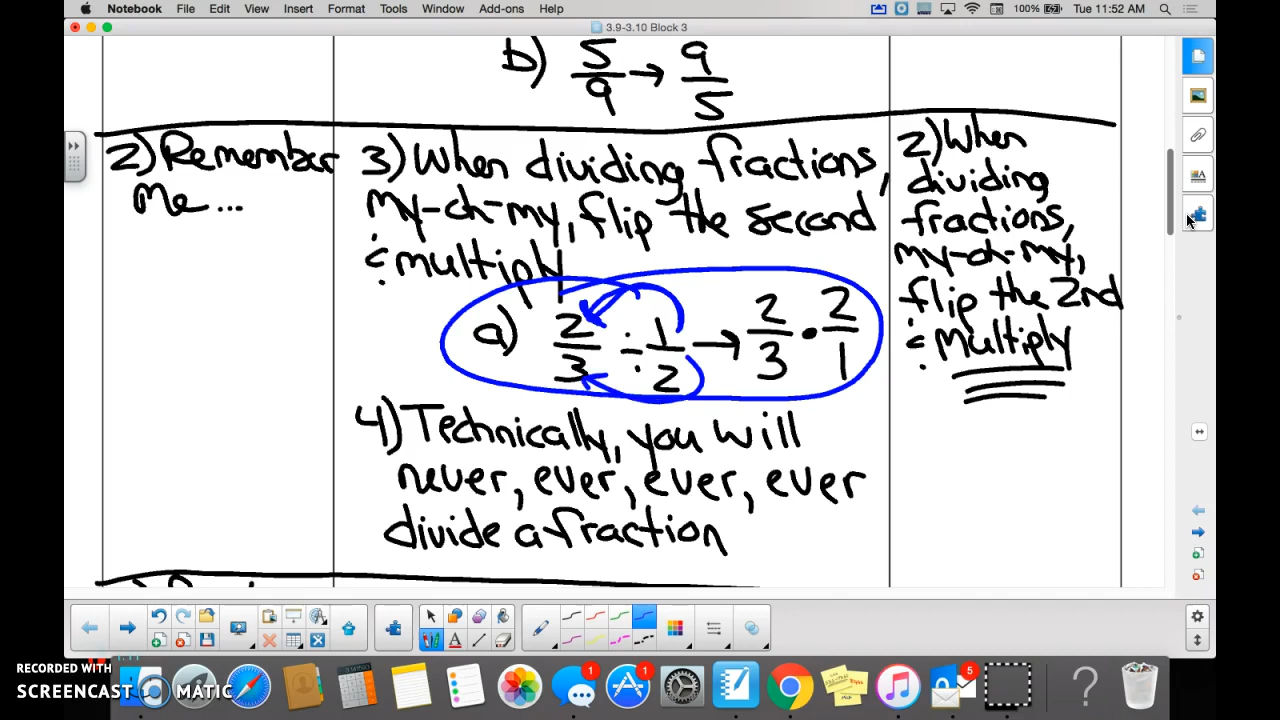 Notebook File Edit View Insert Format Tools Window Add-ons Help 100% Tue 11:52 AM
3.9-3.10 Block 3
b) 5/9 → 9/5
2) Remember
Me...
3) When dividing fractions,
my-oh-my, flip the second
& multiply
a) 2/3 ÷ 1/2 → 2/3 • 2/1
4) Technically, you will
never, ever, ever, ever
divide a fraction
2) When
dividing
fractions,
my-oh-my,
flip the 2nd
& Multiply
RECORDED WITH
SCREENCAST MATIC
1
1
5